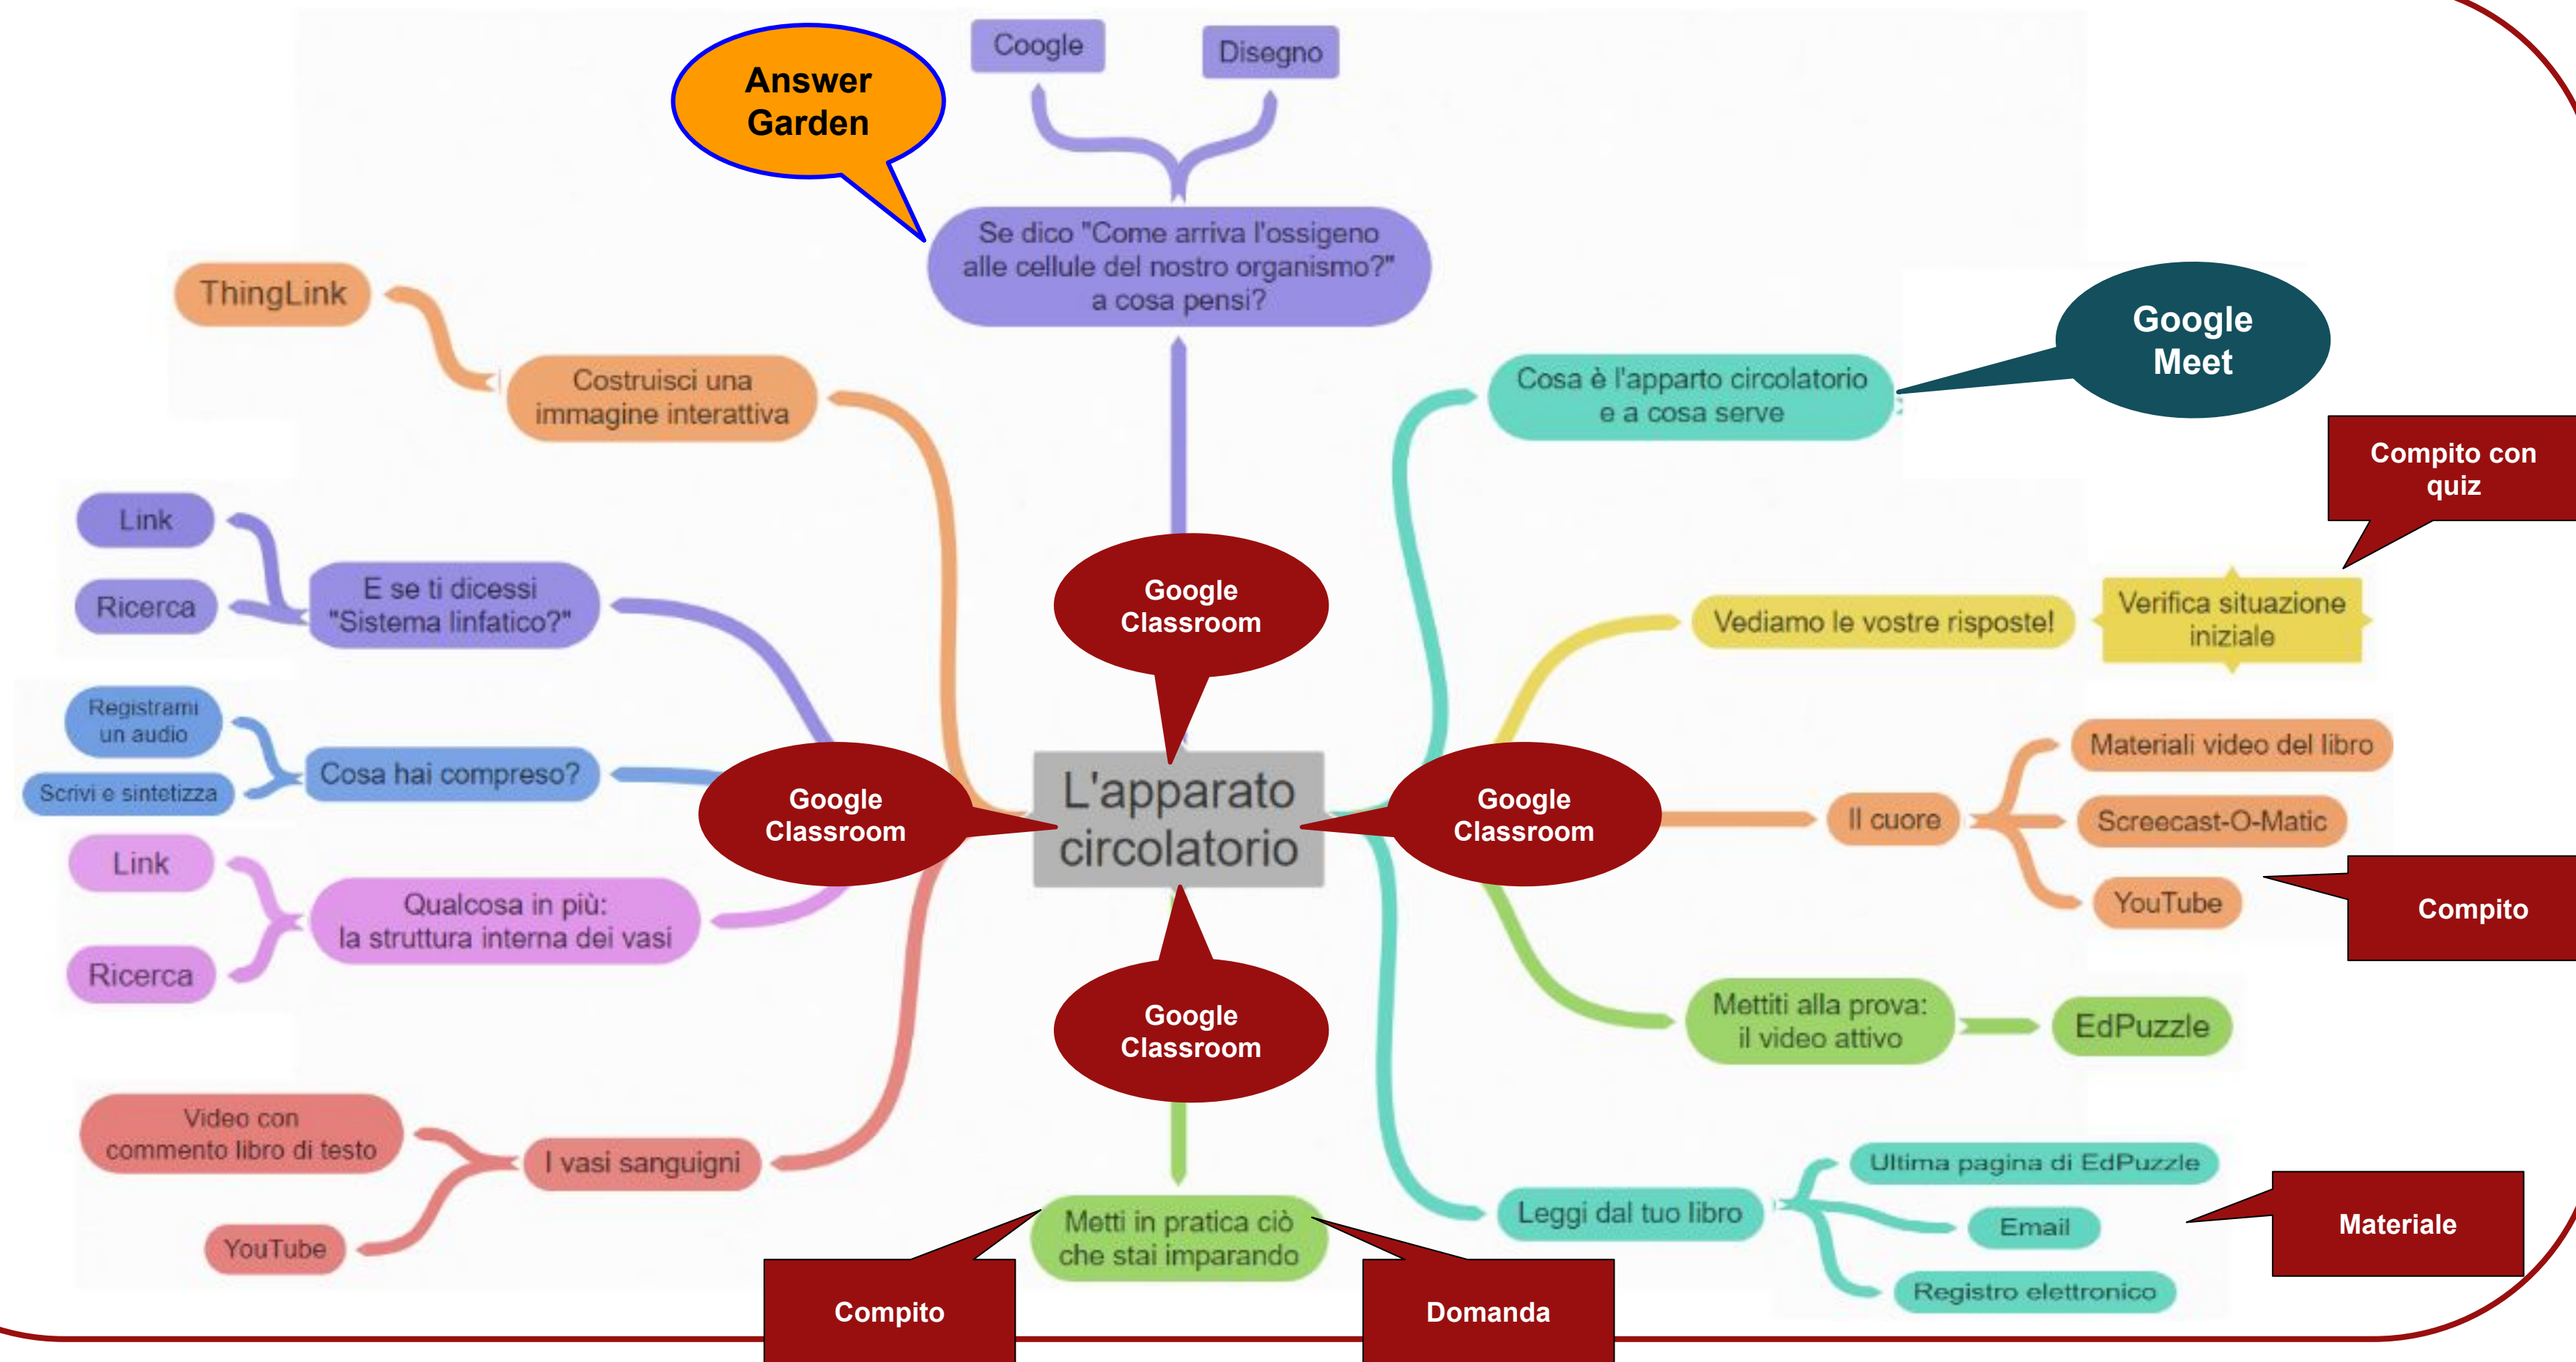 Coogle
Disegno
Answer
Garden
Se dico "Come arriva l'ossigeno
alle cellule del nostro organismo?"
a cosa pensi?
ThingLink
Costruisci una
immagine interattiva
Cosa è l'apparto circolatorio
e a cosa serve
Google
Meet
Compito con
quiz
Link
Ricerca
E se ti dicessi
"Sistema linfatico?"
Google
Classroom
Vediamo le vostre risposte!
Verifica situazione
iniziale
Registrami
un audio
Scrivi e sintetizza
Cosa hai compreso?
Google
Classroom
L'apparato
circolatorio
Google
Classroom
Il cuore
Materiali video del libro
Screecast-O-Matic
YouTube
Compito
Link
Ricerca
Qualcosa in più:
la struttura interna dei vasi
Google
Classroom
Mettiti alla prova:
il video attivo
EdPuzzle
Video con
commento libro di testo
YouTube
I vasi sanguigni
Metti in pratica ciò
che stai imparando
Compito
Domanda
Leggi dal tuo libro
Ultima pagina di EdPuzzle
Email
Registro elettronico
Materiale